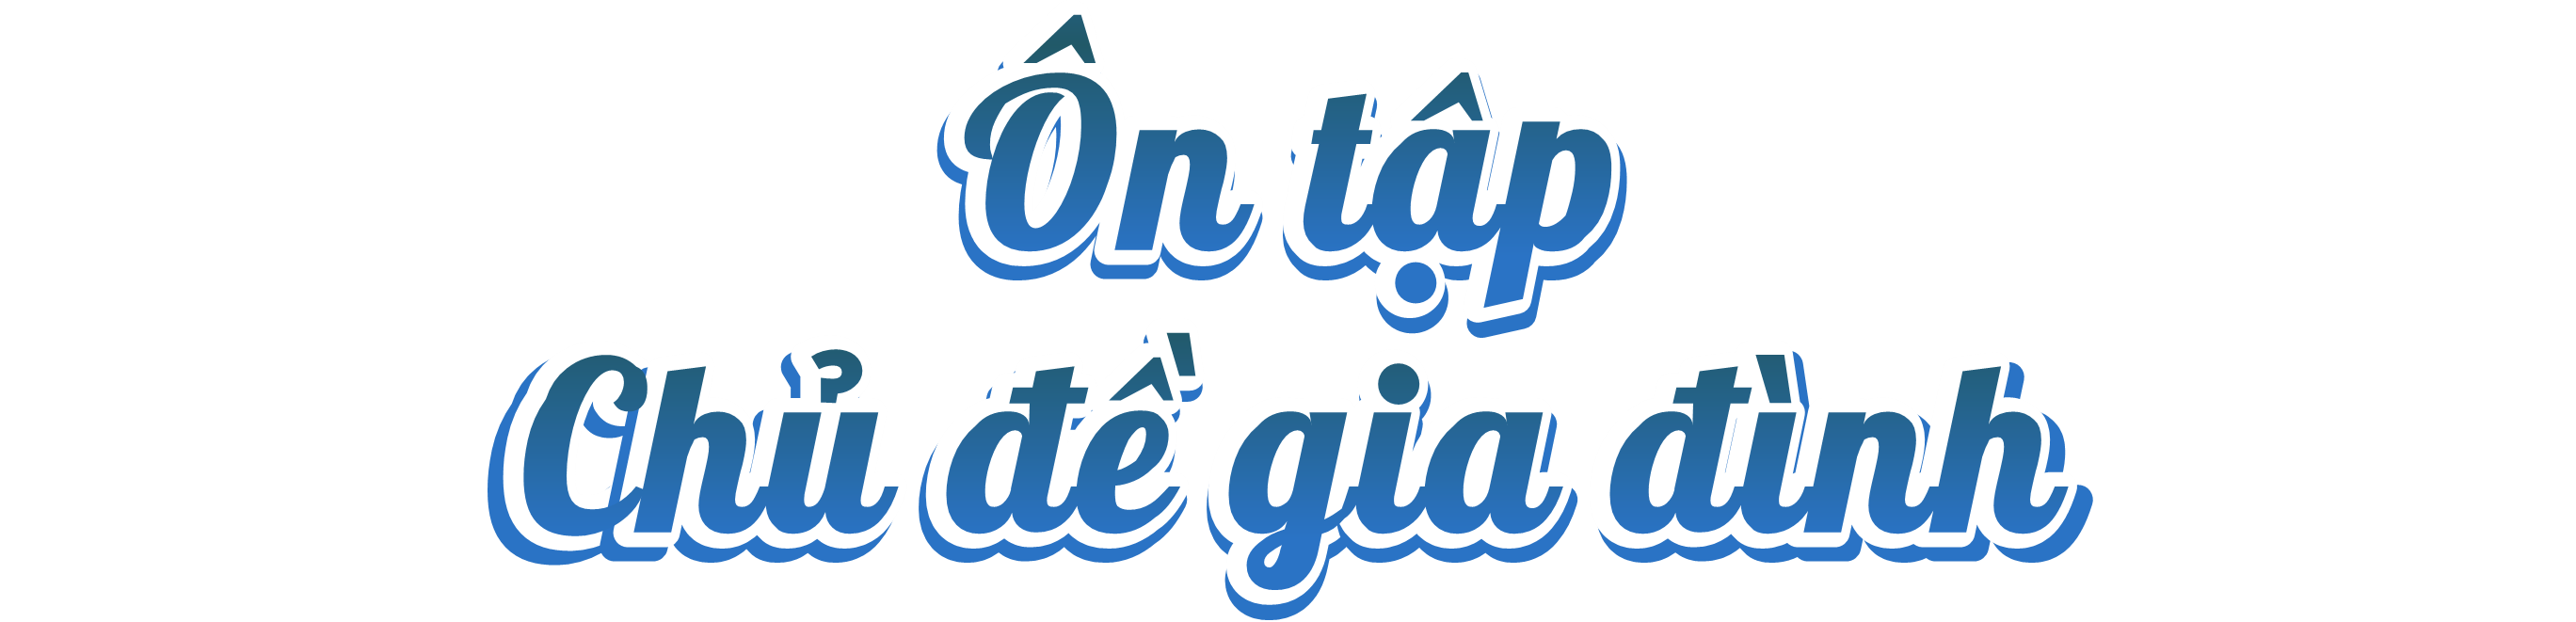 Ôn tập
Chủ đề gia đình